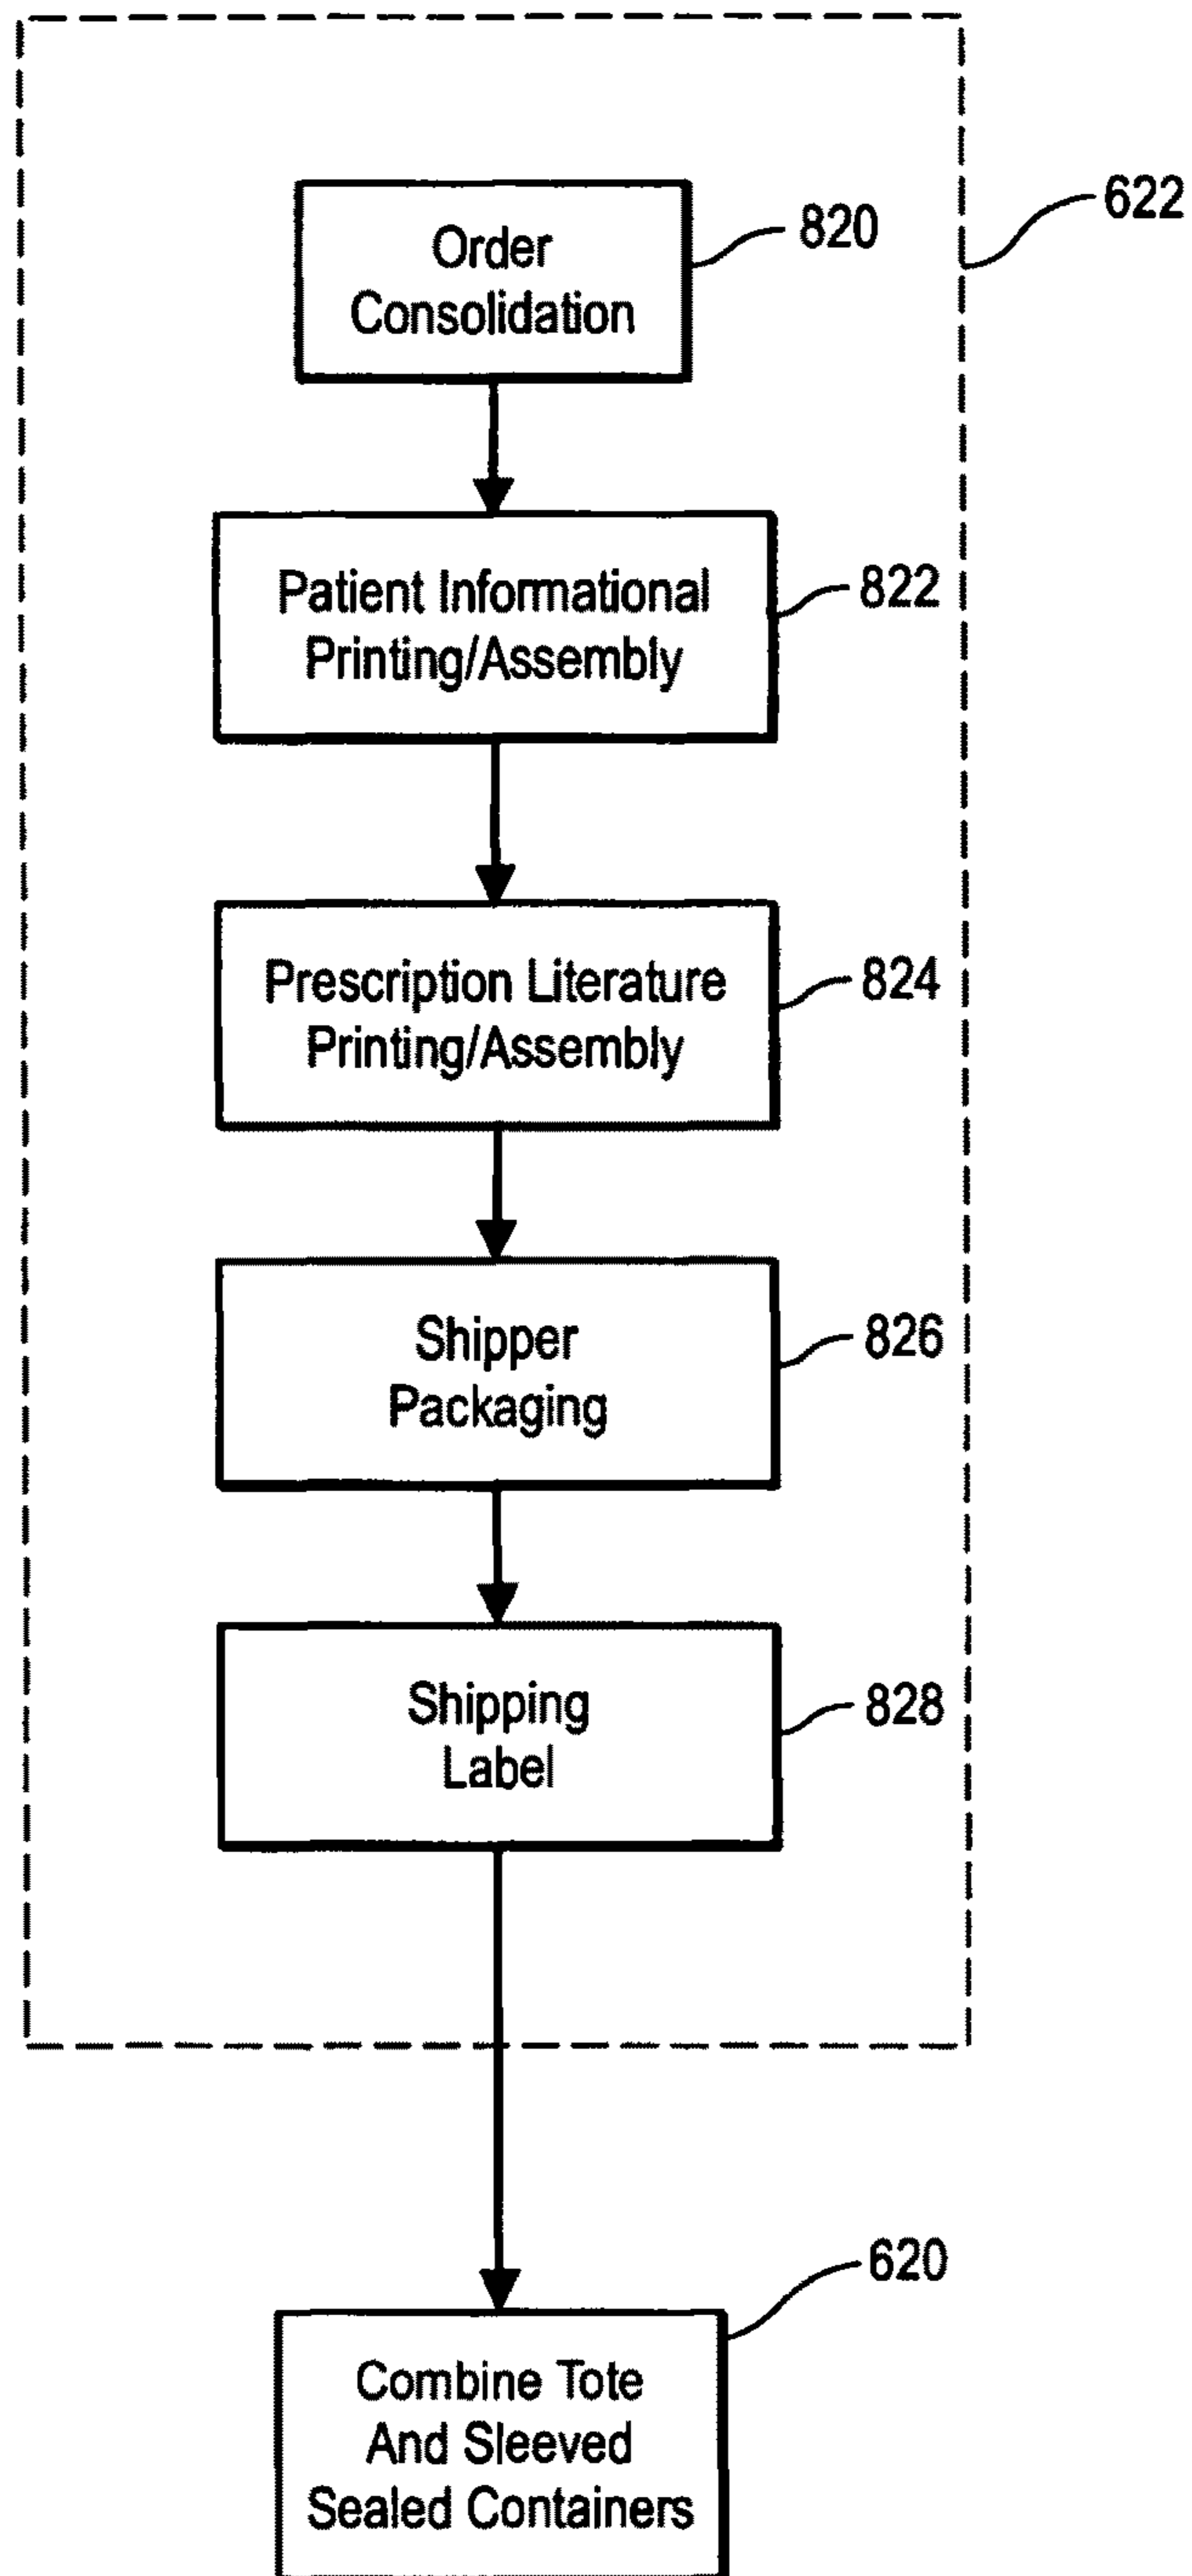 622
Order
Consolidation
820
Patient Informational
Printing/Assembly
822
Prescription Literature
Printing/Assembly
824
Shipper
Packaging
826
Shipping
Label
828
Combine Tote
And Sleeved
Sealed Containers
620